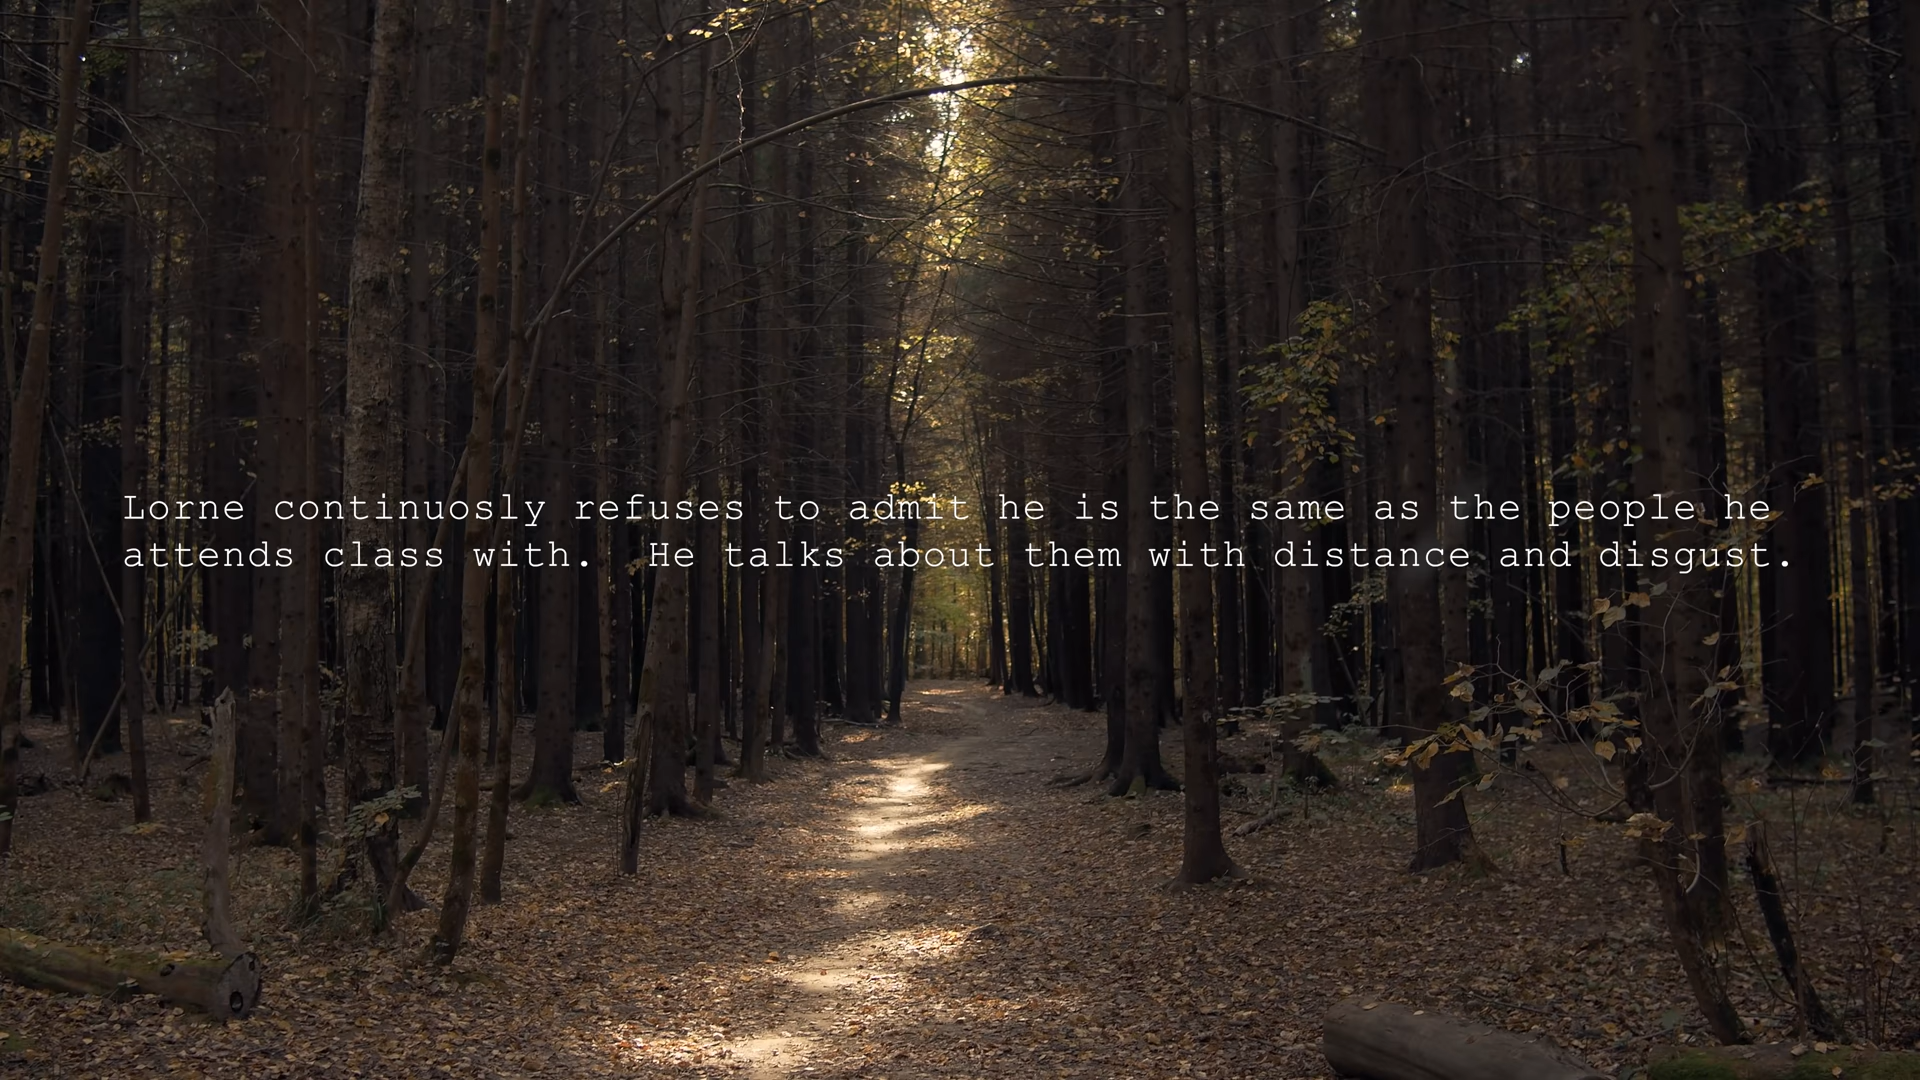 Lorne continuosly refuses to admit he is the same as the people he
attends class with.  He talks about them with distance and disgust.